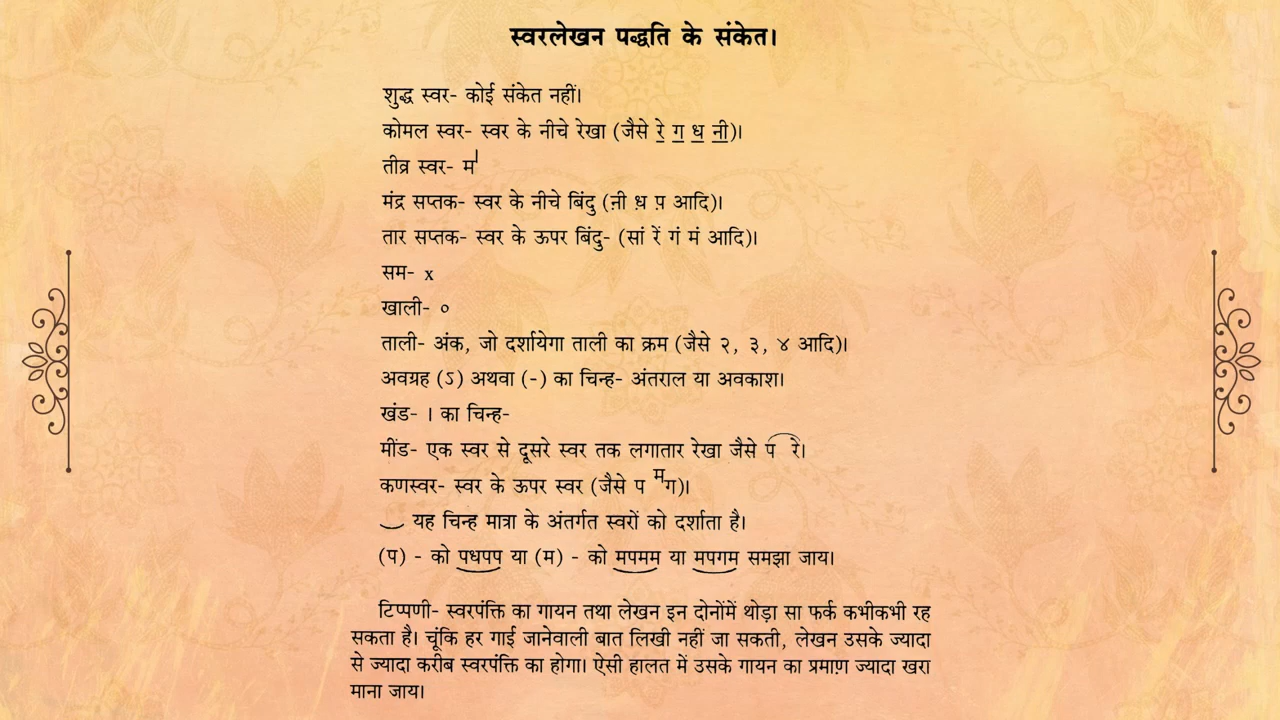 स्वरलेखन पद्धति के संकेत।
शुद्ध स्वर- कोई संकेत नहीं।
कोमल स्वर- स्वर के नीचे रेखा (जैसे रे॒ ग॒ ध॒ नी॒)।
तीव्र स्वर- म॑
मंद्र सप्तक- स्वर के नीचे बिंदु (ऩी ध़ प़ आदि)।
तार सप्तक- स्वर के ऊपर बिंदु- (सां रें गं मं आदि)।
सम- x
खाली- ०
ताली- अंक, जो दर्शायेगा ताली का क्रम (जैसे २, ३, ४ आदि)।
अवग्रह (ऽ) अथवा (-) का चिन्ह- अंतराल या अवकाश।
खंड- । का चिन्ह-
मींड- एक स्वर से दूसरे स्वर तक लगातार रेखा जैसे प रे।
कणस्वर- स्वर के ऊपर स्वर (जैसे प मग)।
‿ यह चिन्ह मात्रा के अंतर्गत स्वरों को दर्शाता है।
(प) - को पधपप या (म) - को मपमम या मपगम समझा जाय।
टिप्पणी- स्वरपंक्ति का गायन तथा लेखन इन दोनोंमें थोड़ा सा फर्क कभीकभी रह
सकता है। चूंकि हर गाई जानेवाली बात लिखी नहीं जा सकती, लेखन उसके ज्यादा
से ज्यादा करीब स्वरपंक्ति का होगा। ऐसी हालत में उसके गायन का प्रमाण ज्यादा खरा
माना जाय।